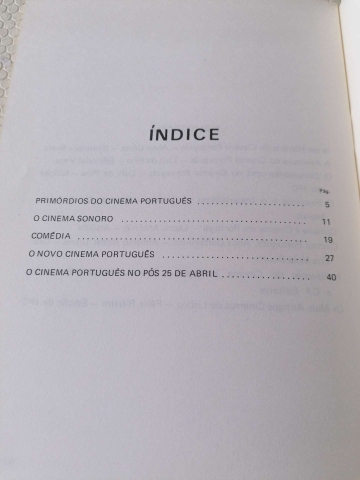 ÍNDICE
Pág.
PRIMÓRDIOS DO CINEMA PORTUGUÊS .................... 5
O CINEMA SONORO .................................... 11
COMÉDIA ............................................ 19
O NOVO CINEMA PORTUGUÊS ............................ 27
O CINEMA PORTUGUÊS NO PÓS 25 DE ABRIL .............. 40